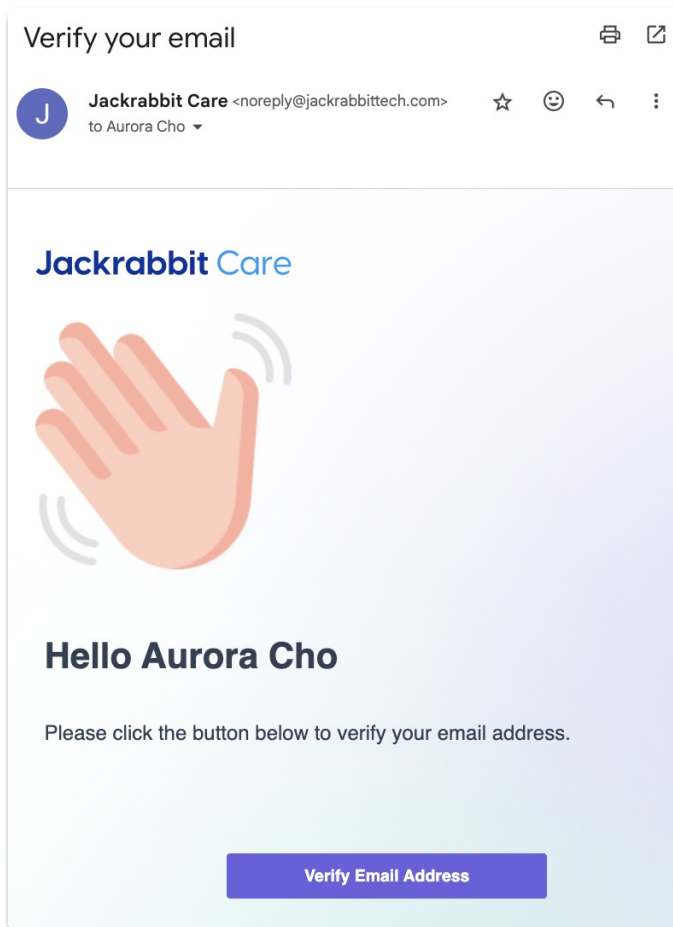 Verify your email
J
Jackrabbit Care <noreply@jackrabbittech.com>
to Aurora Cho
Jackrabbit Care
Hello Aurora Cho
Please click the button below to verify your email address.
Verify Email Address